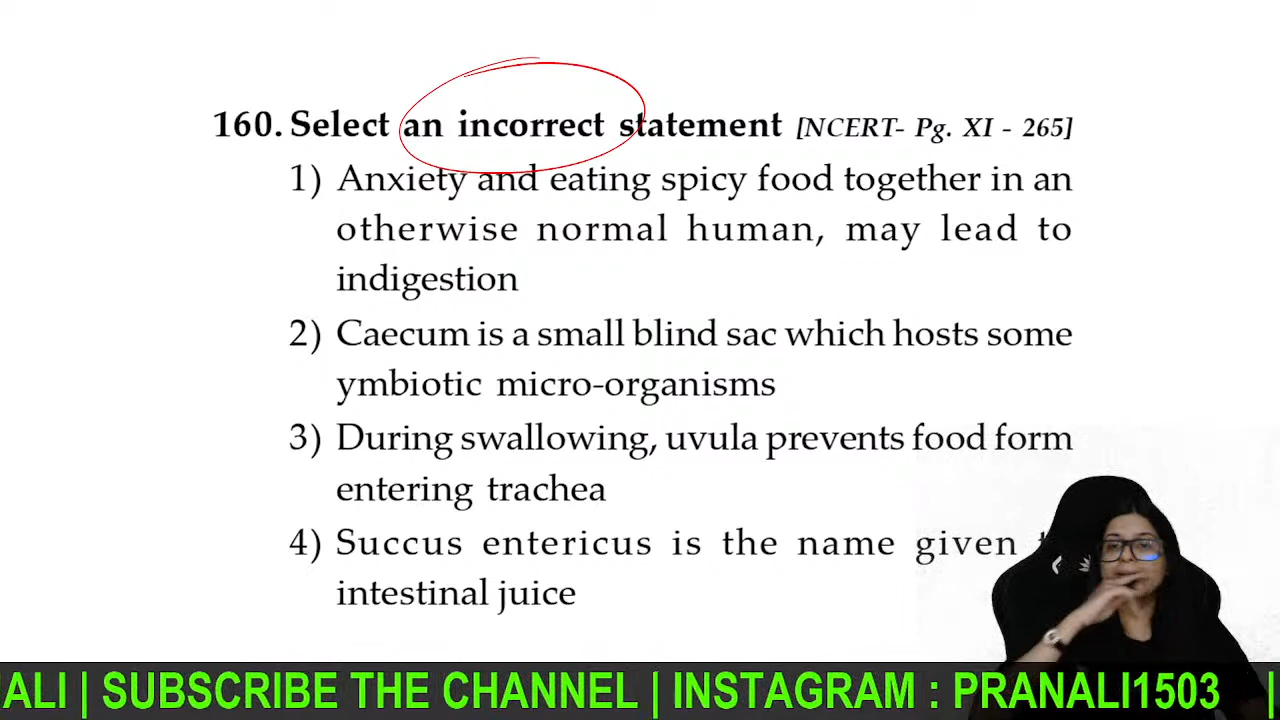 160. Select an incorrect statement [NCERT- Pg. XI - 265]
1) Anxiety and eating spicy food together in an
otherwise normal human, may lead to
indigestion
2) Caecum is a small blind sac which hosts some
ymbiotic micro-organisms
3) During swallowing, uvula prevents food form
entering trachea
4) Succus entericus is the name given
intestinal juice
ALI | SUBSCRIBE THE CHANNEL | INSTAGRAM : PRANALI1503 |